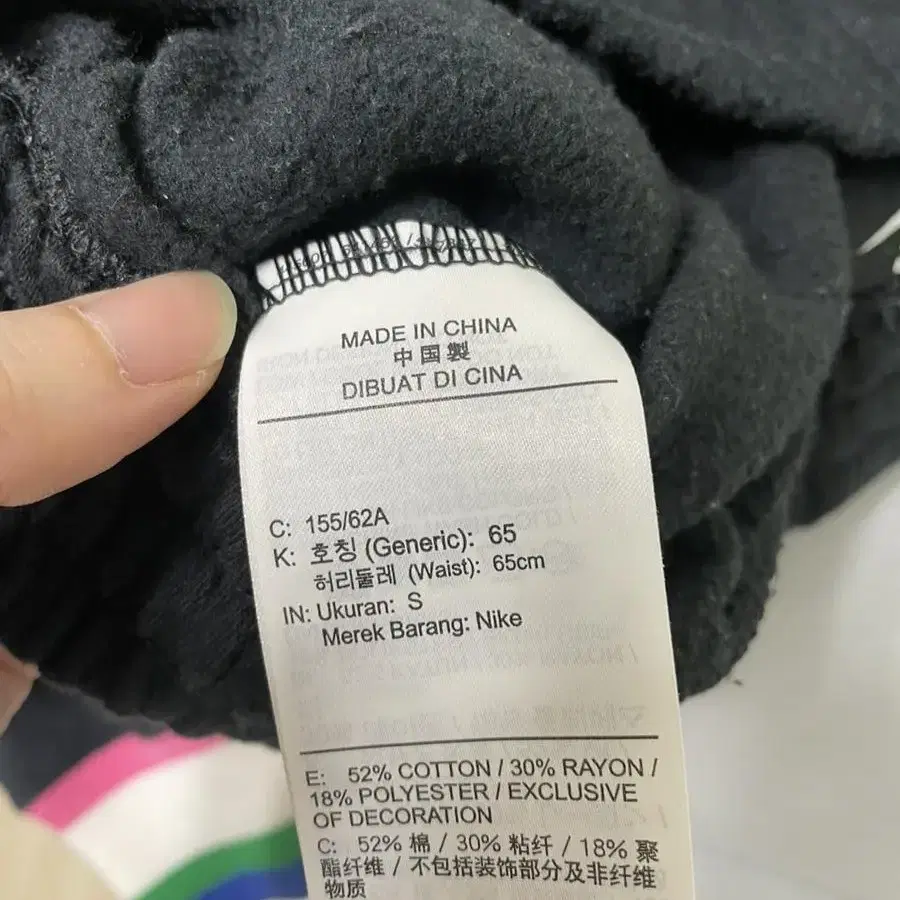 MADE IN CHINA
中国製
DIBUAT DI CINA
C: 155/62A
K: 호칭 (Generic): 65
허리둘레 (Waist): 65cm
IN: Ukuran: S
Merek Barang: Nike
E: 52% COTTON / 30% RAYON /
18% POLYESTER / EXCLUSIVE
OF DECORATION
C: 52% 棉 / 30% 粘纤 / 18% 聚
酯纤维 / 不包括装饰部分及非纤维
物质